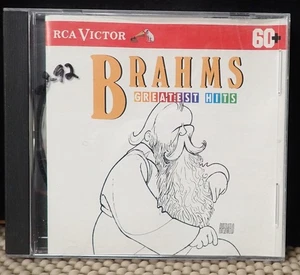 RCA VICTOR
60+
BRAHMS
GREATEST HITS